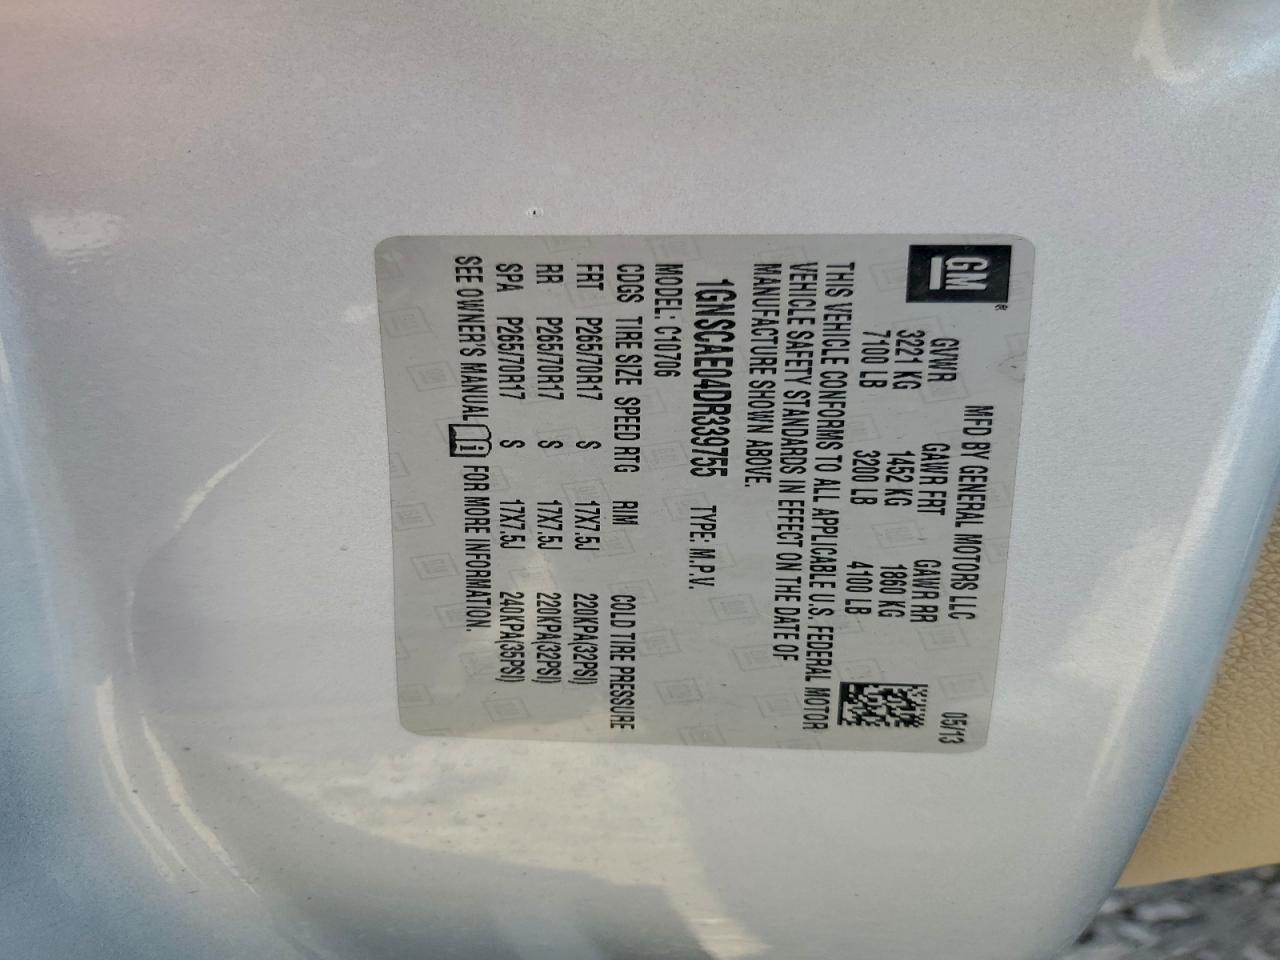 GM®
MFD BY GENERAL MOTORS LLC 05/13
GVWR GAWR FRT GAWR RR
3221 KG 1452 KG 1860 KG
7100 LB 3200 LB 4100 LB
THIS VEHICLE CONFORMS TO ALL APPLICABLE U.S. FEDERAL MOTOR
VEHICLE SAFETY STANDARDS IN EFFECT ON THE DATE OF
MANUFACTURE SHOWN ABOVE.
1GNSCAE04DR339755 TYPE: M.P.V.
MODEL: C10706
CDGS TIRE SIZE SPEED RTG RIM COLD TIRE PRESSURE
FRT P265/70R17 S 17X7.5J 220KPA(32PSI)
RR P265/70R17 S 17X7.5J 220KPA(32PSI)
SPA P265/70R17 S 17X7.5J 240KPA(35PSI)
SEE OWNER'S MANUAL i FOR MORE INFORMATION.